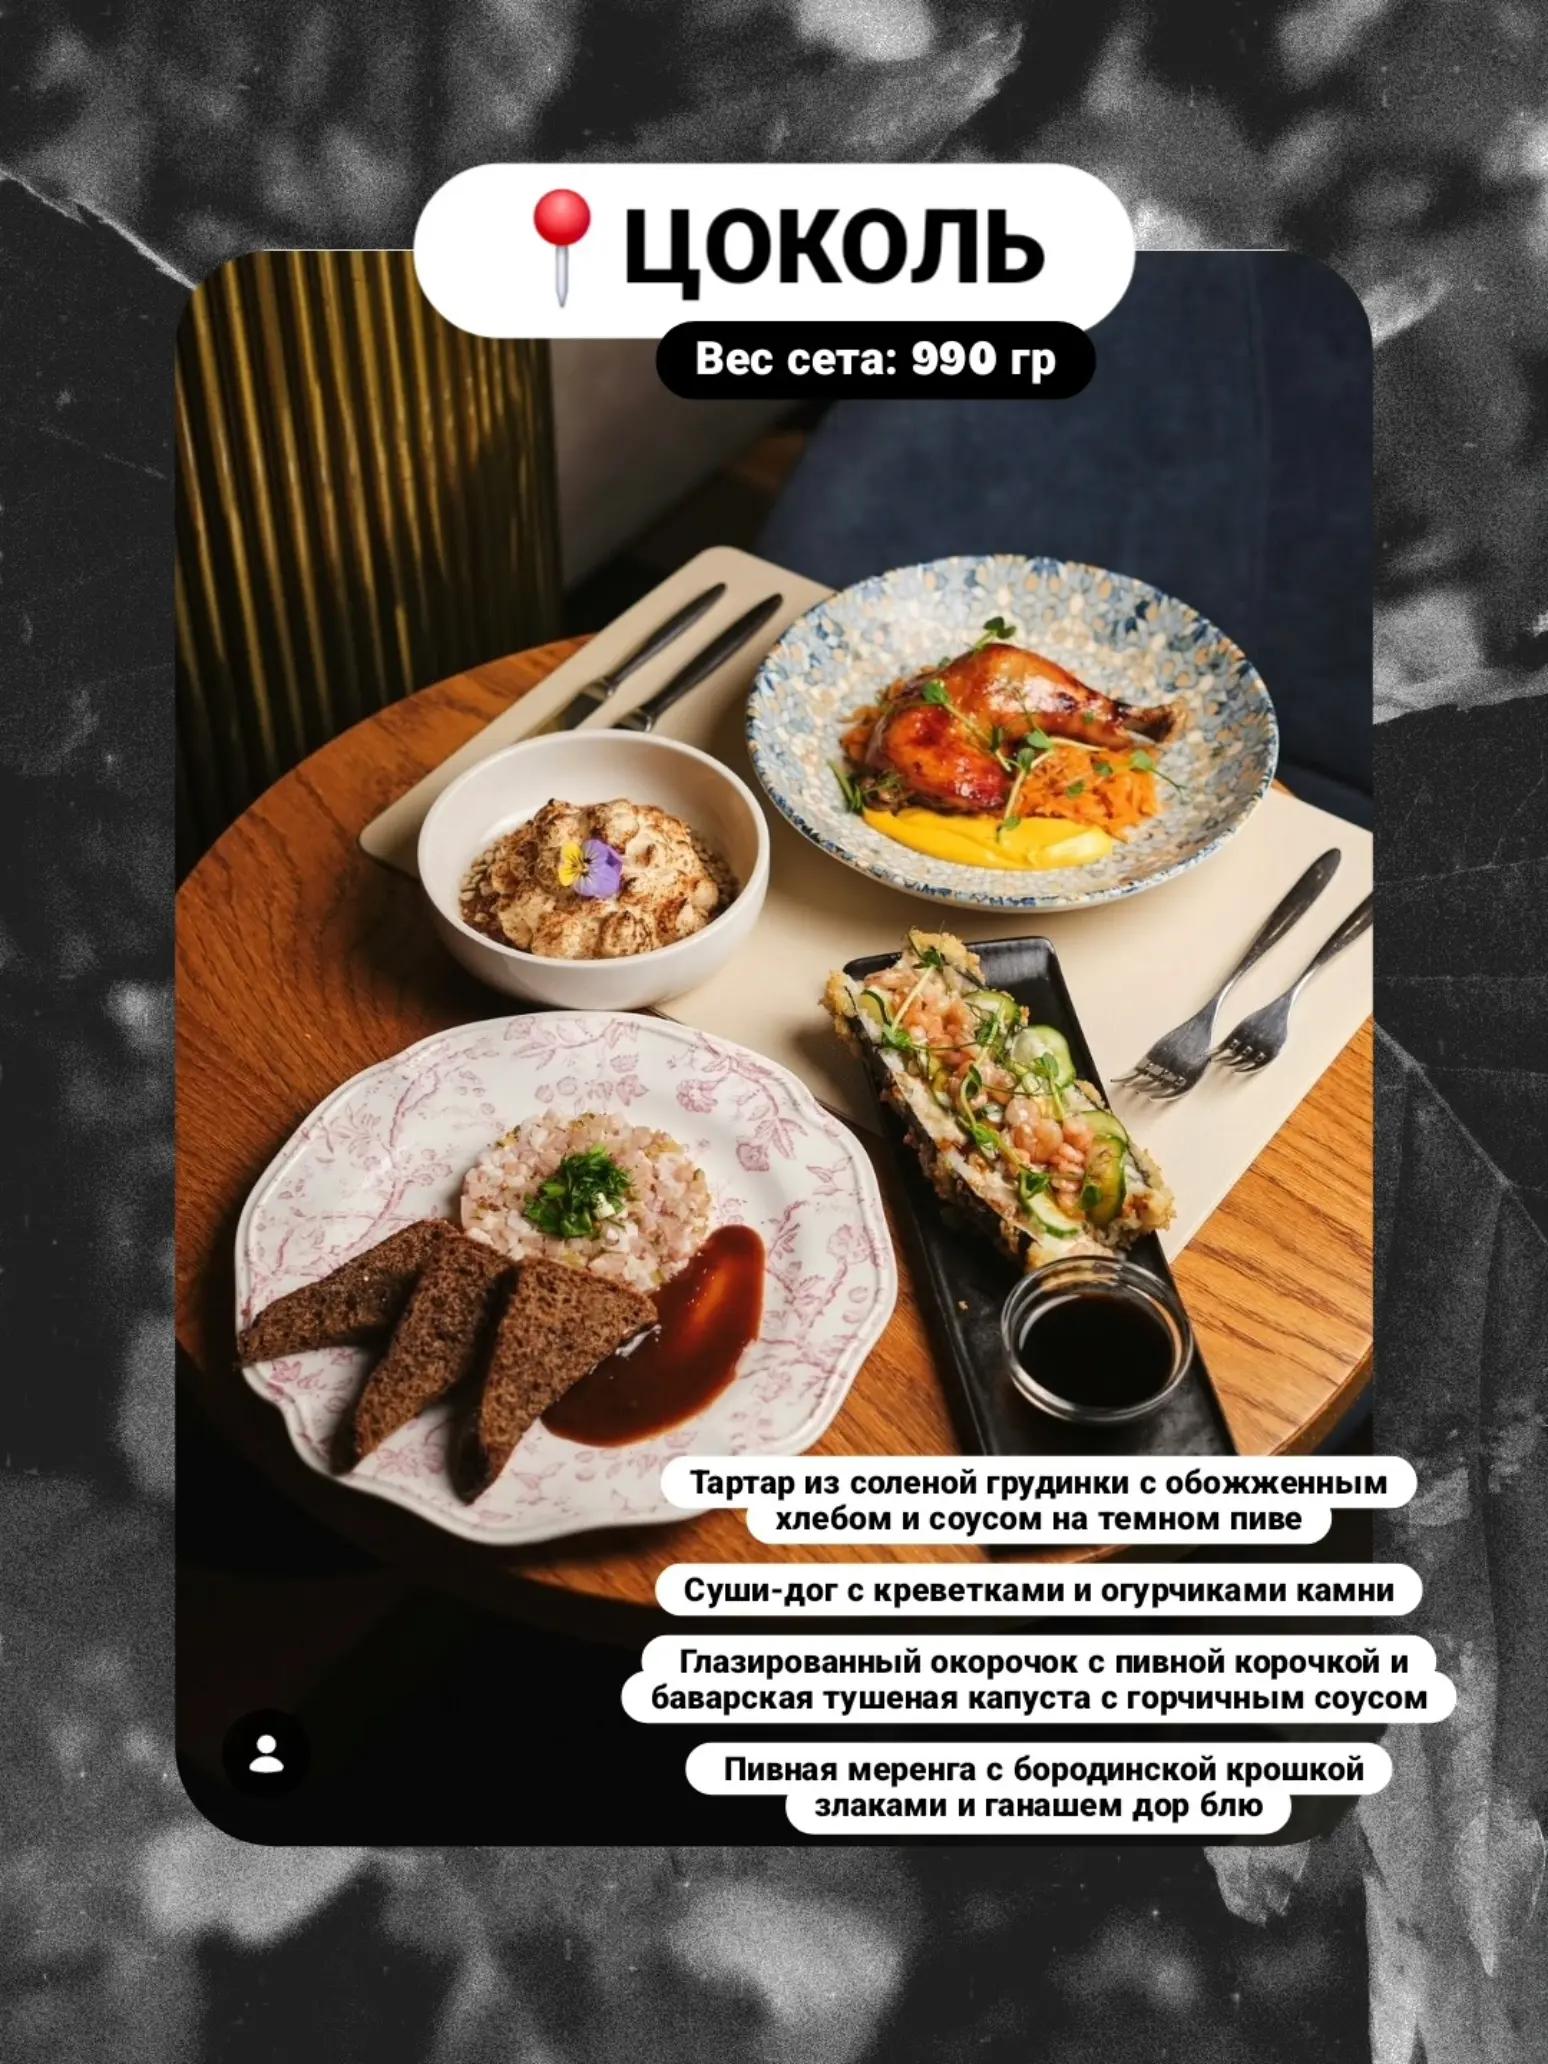 📍ЦОКОЛЬ
Вес сета: 990 гр
Тартар из соленой грудинки с обожженным
хлебом и соусом на темном пиве
Суши-дог с креветками и огурчиками камни
Глазированный окорочок с пивной корочкой и
баварская тушеная капуста с горчичным соусом
Пивная меренга с бородинской крошкой
злаками и ганашем дор блю